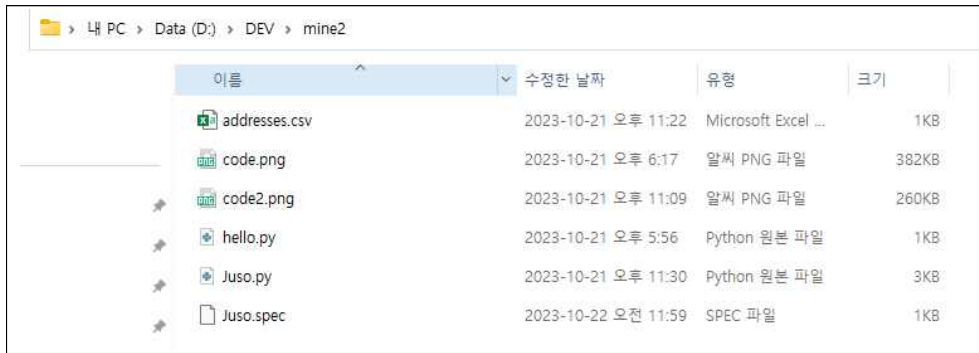 내 PC > Data (D:) > DEV > mine2
이름 수정한 날짜 유형 크기
addresses.csv 2023-10-21 오후 11:22 Microsoft Excel ... 1KB
code.png 2023-10-21 오후 6:17 알씨 PNG 파일 382KB
code2.png 2023-10-21 오후 11:09 알씨 PNG 파일 260KB
hello.py 2023-10-21 오후 5:56 Python 원본 파일 1KB
Juso.py 2023-10-21 오후 11:30 Python 원본 파일 3KB
Juso.spec 2023-10-22 오전 11:59 SPEC 파일 1KB